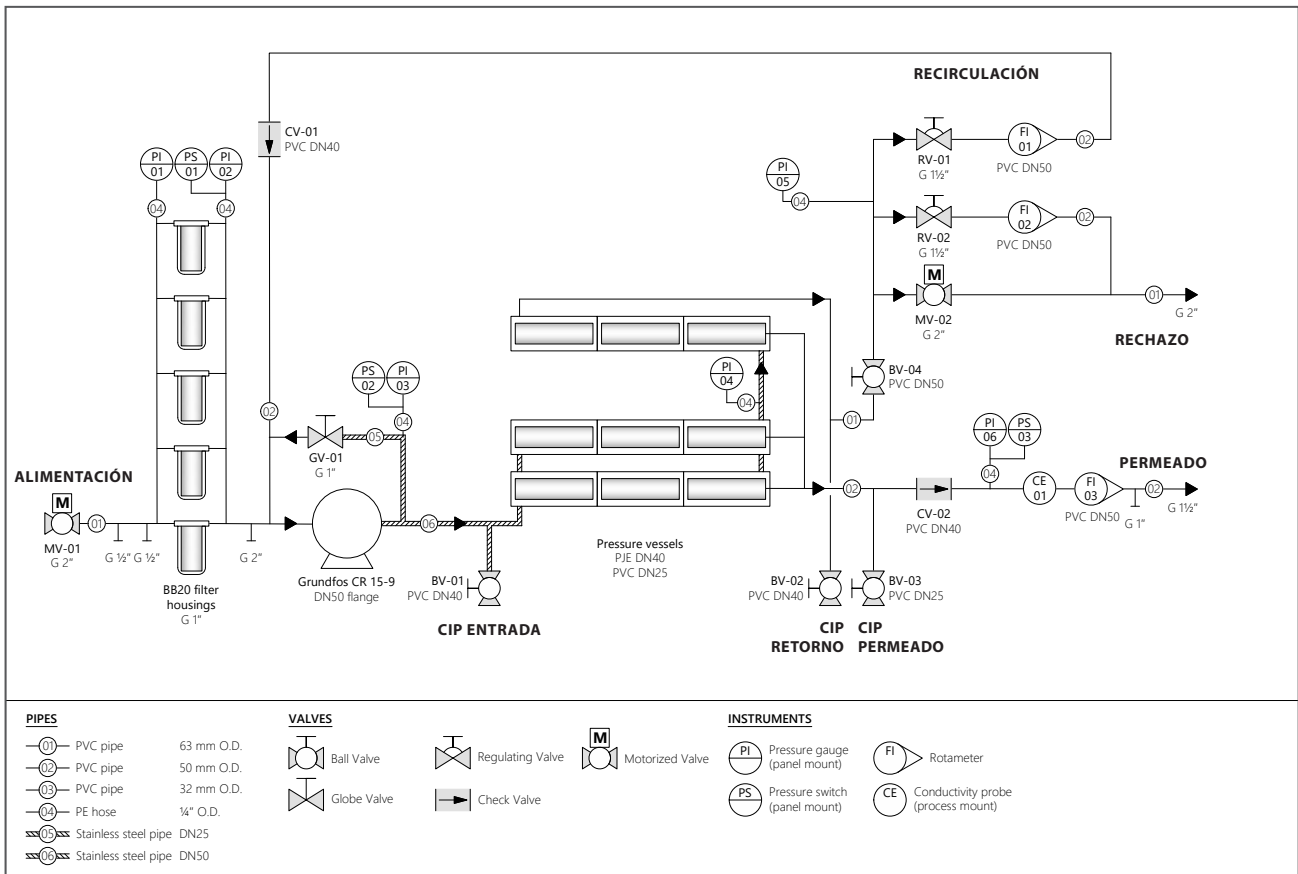 RECIRCULACIÓN
CV-01
PVC DN40
PI
01
PS
01
PI
02
04
04
PI
05
04
RV-01
G 1½"
FI
01
PVC DN50
02
RV-02
G 1½"
FI
02
PVC DN50
02
M
MV-02
G 2"
01
G 2"
RECHAZO
BV-04
PVC DN50
01
PS
02
PI
03
04
PI
04
04
02
GV-01
G 1"
05
ALIMENTACIÓN
M
MV-01
G 2"
01
G ½"
G ½"
BB20 filter
housings
G 1"
G 2"
Grundfos CR 15-9
DN50 flange
06
BV-01
PVC DN40
CIP ENTRADA
Pressure vessels
PJE DN40
PVC DN25
02
BV-02
PVC DN40
CIP
RETORNO
BV-03
PVC DN25
CIP
PERMEADO
CV-02
PVC DN40
PI
06
PS
03
04
CE
01
FI
03
PVC DN50
PERMEADO
02
G 1"
G 1½"
PIPES
01 PVC pipe 63 mm O.D.
02 PVC pipe 50 mm O.D.
03 PVC pipe 32 mm O.D.
04 PE hose ¼" O.D.
05 Stainless steel pipe DN25
06 Stainless steel pipe DN50
VALVES
Ball Valve
Regulating Valve
M
Motorized Valve
Globe Valve
Check Valve
INSTRUMENTS
PI
Pressure gauge
(panel mount)
FI
Rotameter
PS
Pressure switch
(panel mount)
CE
Conductivity probe
(process mount)